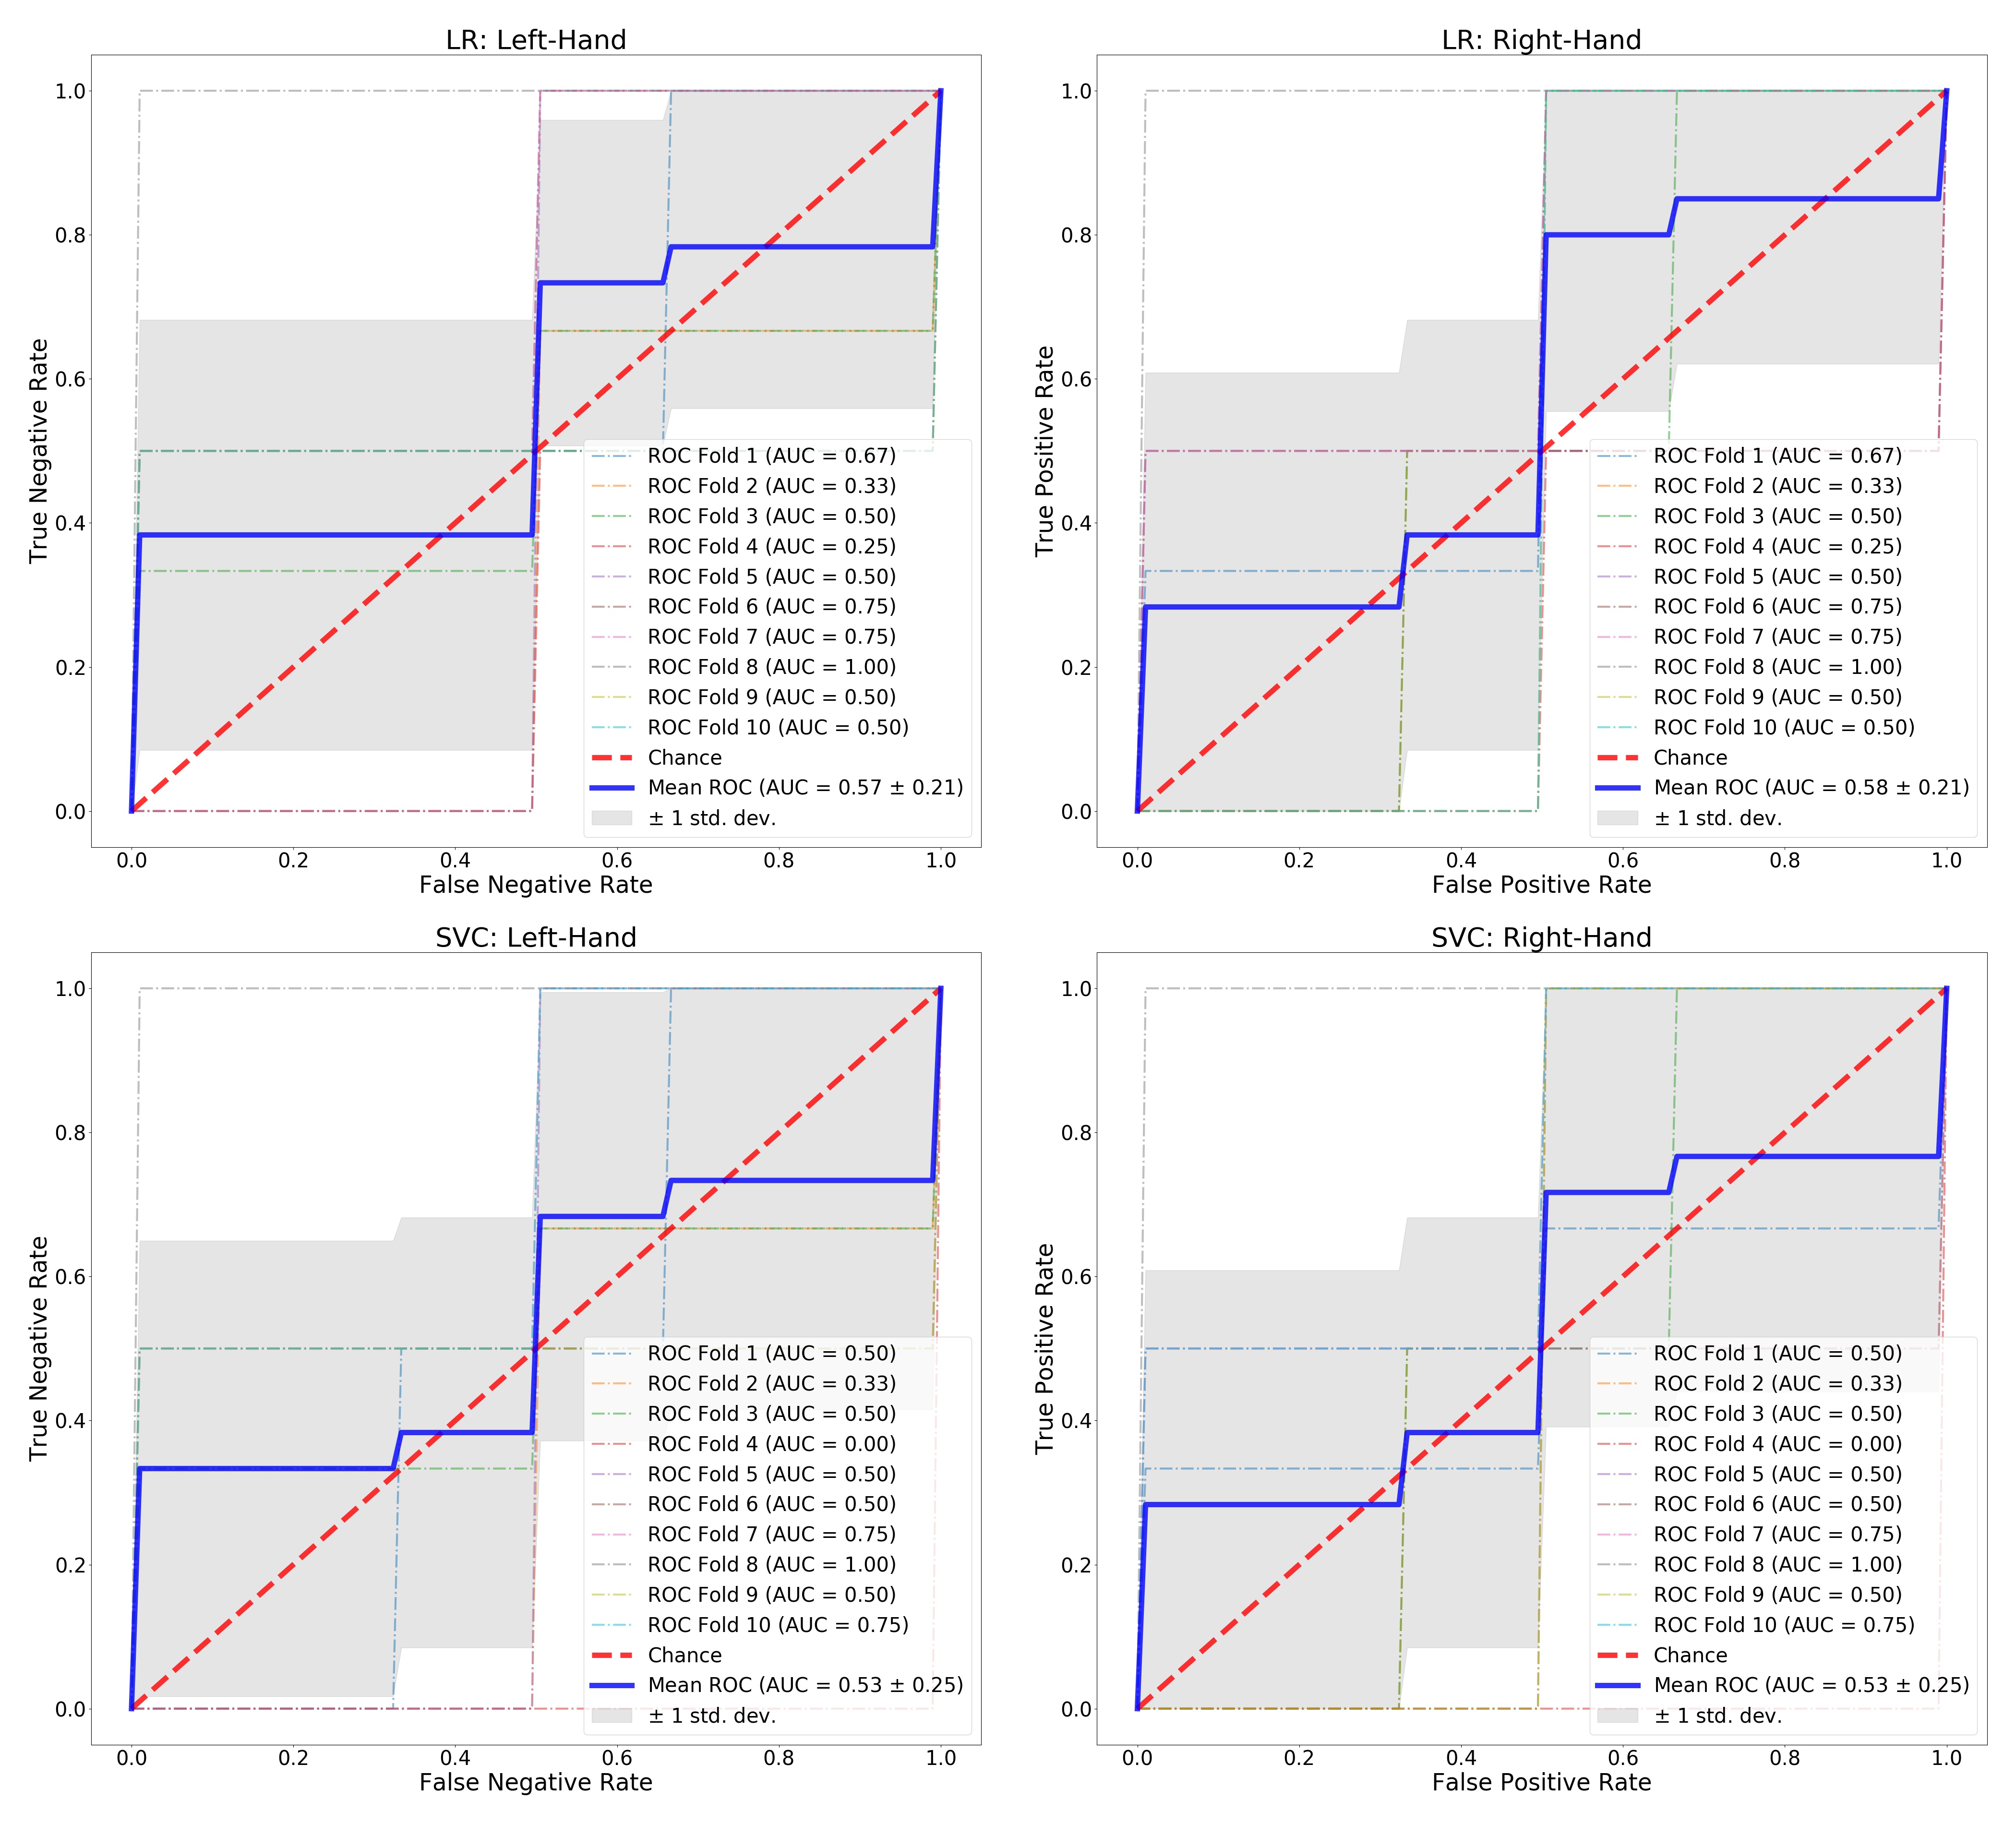 LR: Left-Hand
1.0
0.8
0.6
0.4
0.2
0.0
True Negative Rate
ROC Fold 1 (AUC = 0.67)
ROC Fold 2 (AUC = 0.33)
ROC Fold 3 (AUC = 0.50)
ROC Fold 4 (AUC = 0.25)
ROC Fold 5 (AUC = 0.50)
ROC Fold 6 (AUC = 0.75)
ROC Fold 7 (AUC = 0.75)
ROC Fold 8 (AUC = 1.00)
ROC Fold 9 (AUC = 0.50)
ROC Fold 10 (AUC = 0.50)
Chance
Mean ROC (AUC = 0.57 ± 0.21)
± 1 std. dev.
0.0 0.2 0.4 0.6 0.8 1.0
False Negative Rate
LR: Right-Hand
1.0
0.8
0.6
0.4
0.2
0.0
True Positive Rate
ROC Fold 1 (AUC = 0.67)
ROC Fold 2 (AUC = 0.33)
ROC Fold 3 (AUC = 0.50)
ROC Fold 4 (AUC = 0.25)
ROC Fold 5 (AUC = 0.50)
ROC Fold 6 (AUC = 0.75)
ROC Fold 7 (AUC = 0.75)
ROC Fold 8 (AUC = 1.00)
ROC Fold 9 (AUC = 0.50)
ROC Fold 10 (AUC = 0.50)
Chance
Mean ROC (AUC = 0.58 ± 0.21)
± 1 std. dev.
0.0 0.2 0.4 0.6 0.8 1.0
False Positive Rate
SVC: Left-Hand
1.0
0.8
0.6
0.4
0.2
0.0
True Negative Rate
ROC Fold 1 (AUC = 0.50)
ROC Fold 2 (AUC = 0.33)
ROC Fold 3 (AUC = 0.50)
ROC Fold 4 (AUC = 0.00)
ROC Fold 5 (AUC = 0.50)
ROC Fold 6 (AUC = 0.50)
ROC Fold 7 (AUC = 0.75)
ROC Fold 8 (AUC = 1.00)
ROC Fold 9 (AUC = 0.50)
ROC Fold 10 (AUC = 0.75)
Chance
Mean ROC (AUC = 0.53 ± 0.25)
± 1 std. dev.
0.0 0.2 0.4 0.6 0.8 1.0
False Negative Rate
SVC: Right-Hand
1.0
0.8
0.6
0.4
0.2
0.0
True Positive Rate
ROC Fold 1 (AUC = 0.50)
ROC Fold 2 (AUC = 0.33)
ROC Fold 3 (AUC = 0.50)
ROC Fold 4 (AUC = 0.00)
ROC Fold 5 (AUC = 0.50)
ROC Fold 6 (AUC = 0.50)
ROC Fold 7 (AUC = 0.75)
ROC Fold 8 (AUC = 1.00)
ROC Fold 9 (AUC = 0.50)
ROC Fold 10 (AUC = 0.75)
Chance
Mean ROC (AUC = 0.53 ± 0.25)
± 1 std. dev.
0.0 0.2 0.4 0.6 0.8 1.0
False Positive Rate